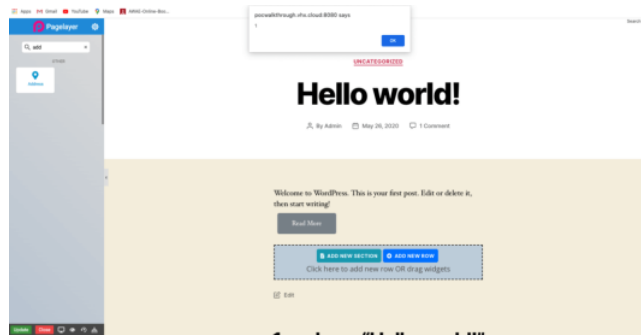 Apps M Gmail YouTube Maps
pocwalkthrough.vhx.cloud:8080 says
1
OK
Search
Pagelayer
add
OTHER
Address
UNCATEGORIZED
Hello world!
By Admin May 26, 2020 1 Comment
Welcome to WordPress. This is your first post. Edit or delete it,
then start writing!
Read More
ADD NEW SECTION ADD NEW ROW
Click here to add new row OR drag widgets
Edit
Update Close